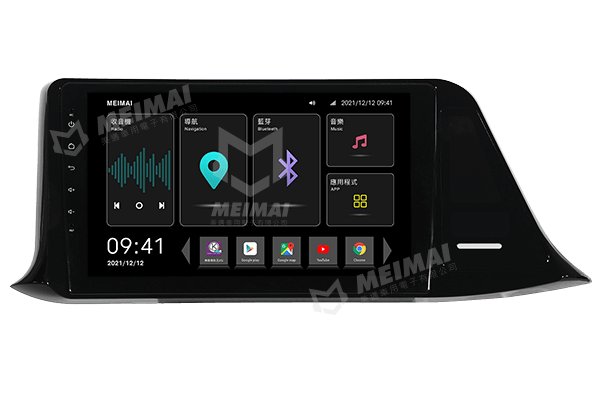 MEIMAI
2021/12/12 09:41
收音機
Radio
導航
Navigation
藍芽
Bluetooth
音樂
Music
應用程式
APP
09:41
2021/12/12
Google play
Google map
YouTube
Chrome
MEIMAI
MEIMAI
MEIMAI